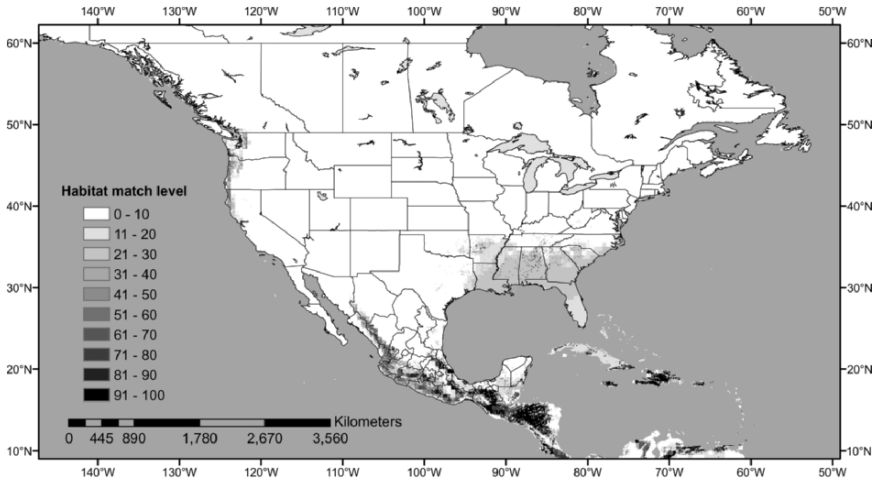 140°W 130°W 120°W 110°W 100°W 90°W 80°W 70°W 60°W 50°W
60°N 60°N
50°N 50°N
Habitat match level
0 - 10
40°N 40°N
11 - 20
21 - 30
31 - 40
30°N 30°N
41 - 50
51 - 60
61 - 70
71 - 80
20°N 20°N
81 - 90
91 - 100
Kilometers
0 445 890 1,780 2,670 3,560
10°N 10°N
140°W 130°W 120°W 110°W 100°W 90°W 80°W 70°W 60°W 50°W